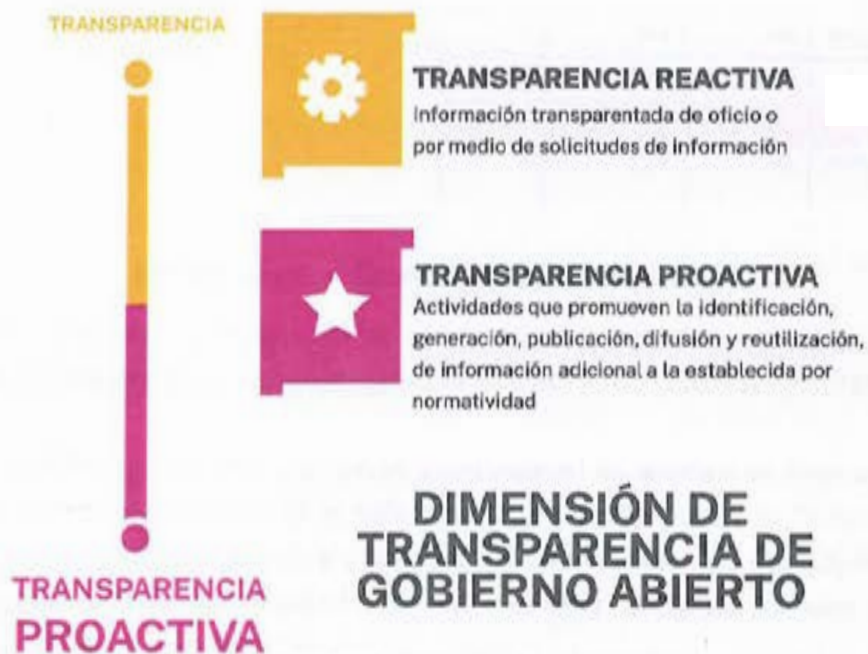 TRANSPARENCIA
TRANSPARENCIA REACTIVA
Información transparentada de oficio o
por medio de solicitudes de información
TRANSPARENCIA PROACTIVA
Actividades que promueven la identificación,
generación, publicación, difusión y reutilización,
de información adicional a la establecida por
normatividad
DIMENSIÓN DE
TRANSPARENCIA DE
GOBIERNO ABIERTO
TRANSPARENCIA
PROACTIVA